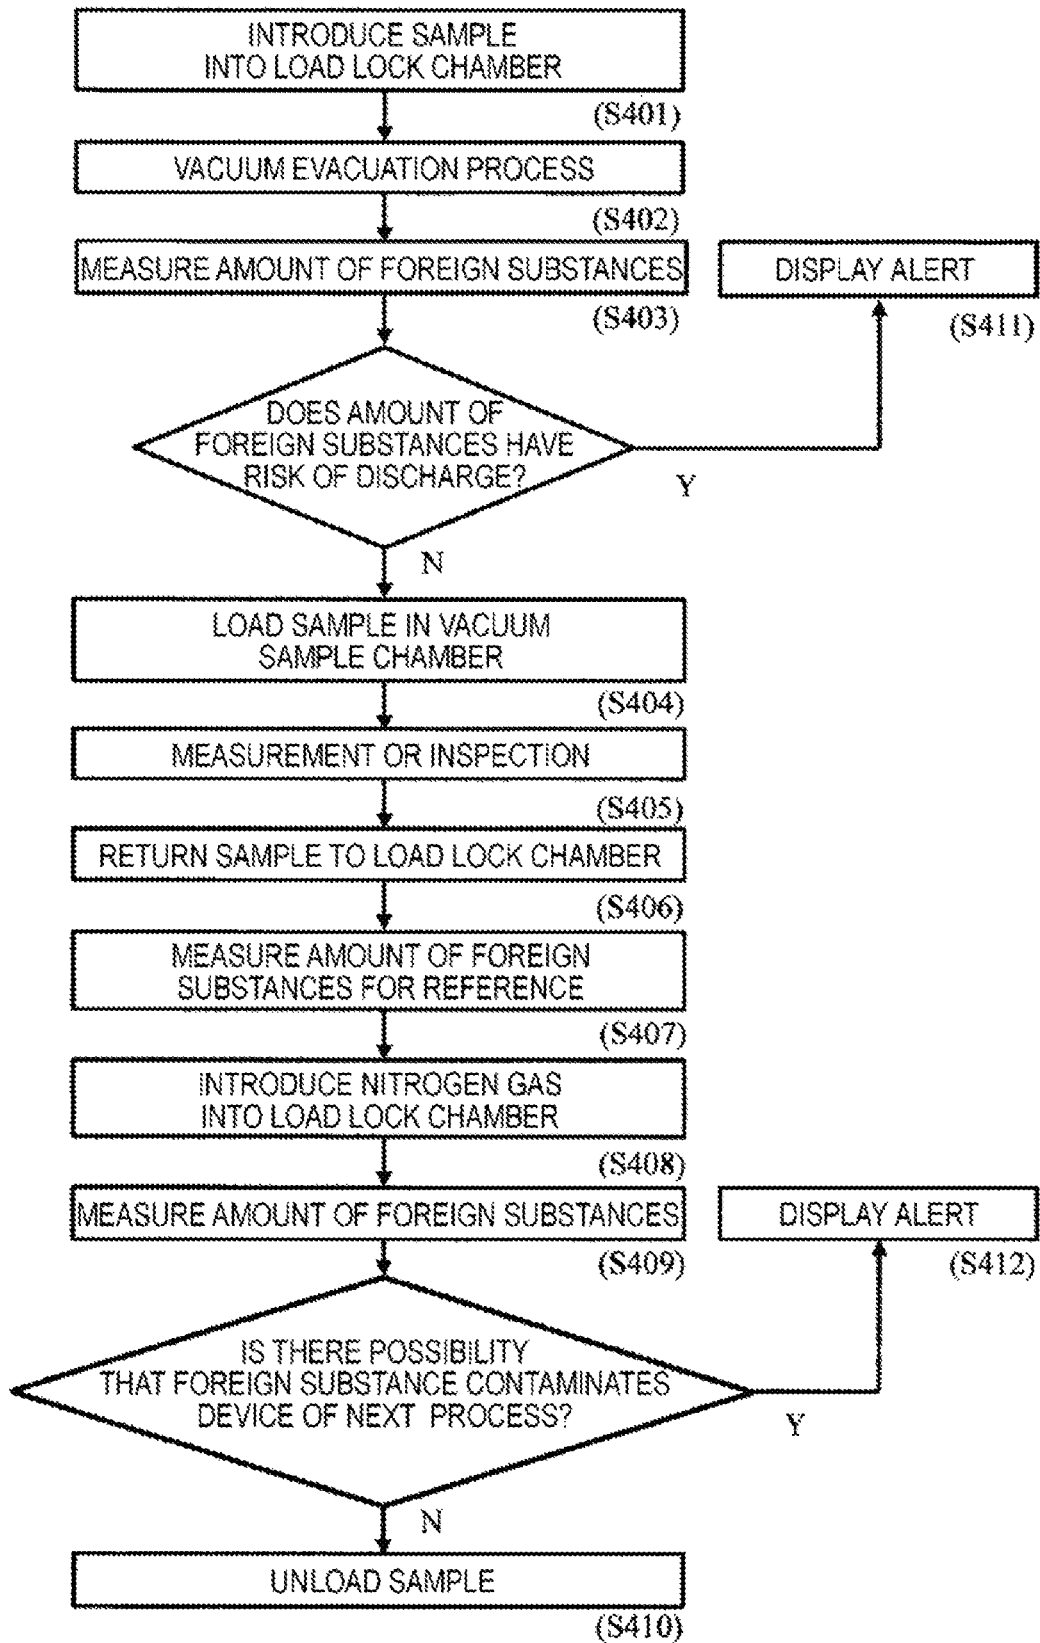 INTRODUCE SAMPLE
INTO LOAD LOCK CHAMBER
(S401)
VACUUM EVACUATION PROCESS
(S402)
MEASURE AMOUNT OF FOREIGN SUBSTANCES
(S403)
DISPLAY ALERT
(S411)
DOES AMOUNT OF
FOREIGN SUBSTANCES HAVE
RISK OF DISCHARGE?
Y
N
LOAD SAMPLE IN VACUUM
SAMPLE CHAMBER
(S404)
MEASUREMENT OR INSPECTION
(S405)
RETURN SAMPLE TO LOAD LOCK CHAMBER
(S406)
MEASURE AMOUNT OF FOREIGN
SUBSTANCES FOR REFERENCE
(S407)
INTRODUCE NITROGEN GAS
INTO LOAD LOCK CHAMBER
(S408)
MEASURE AMOUNT OF FOREIGN SUBSTANCES
(S409)
DISPLAY ALERT
(S412)
IS THERE POSSIBILITY
THAT FOREIGN SUBSTANCE CONTAMINATES
DEVICE OF NEXT PROCESS?
Y
N
UNLOAD SAMPLE
(S410)